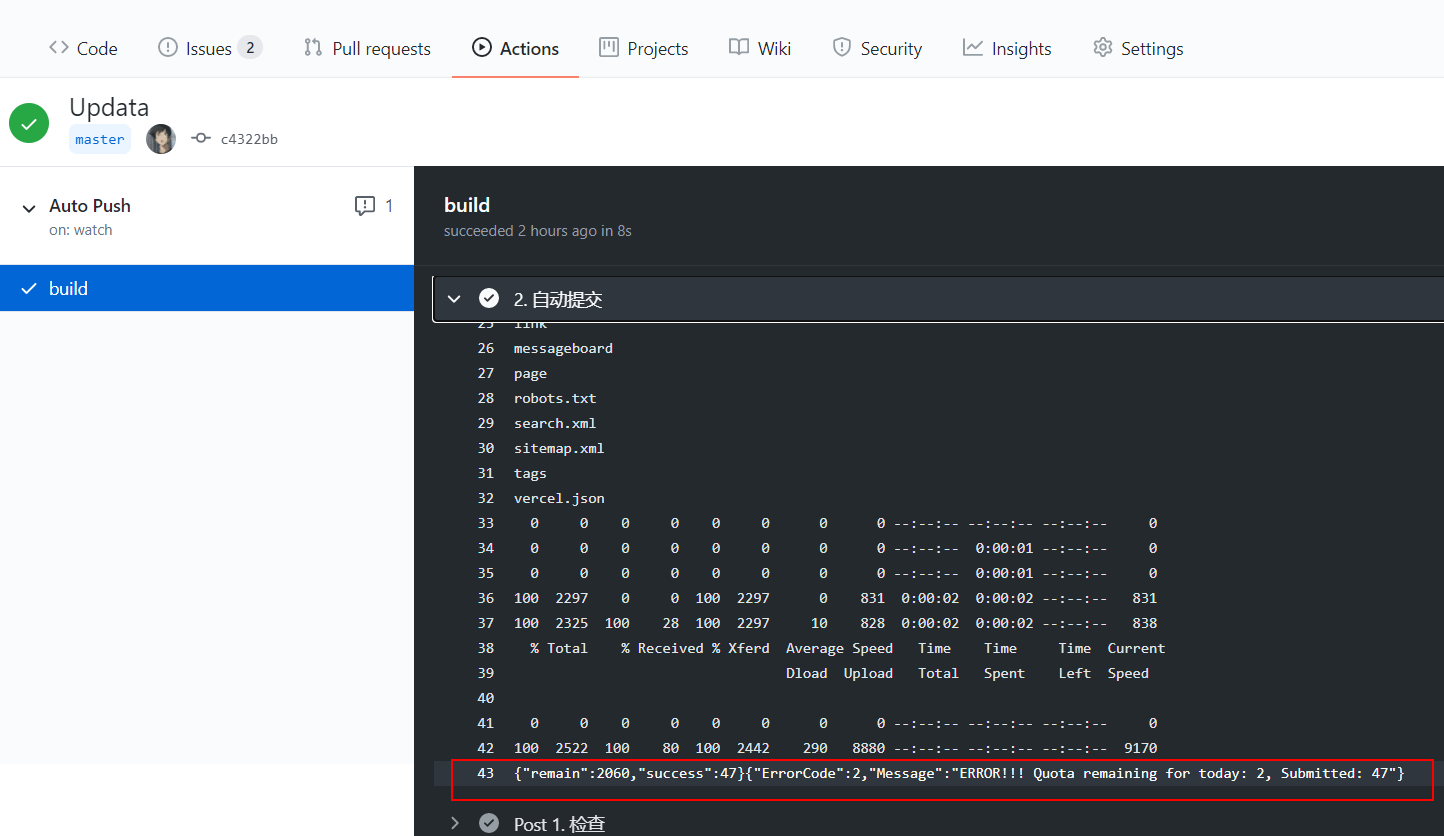 Code Issues 2 Pull requests Actions Projects Wiki Security Insights Settings
Updata
master c4322bb
Auto Push 1
on: watch
build
build
succeeded 2 hours ago in 8s
2. 自动提交
25 link
26 messageboard
27 page
28 robots.txt
29 search.xml
30 sitemap.xml
31 tags
32 vercel.json
33 0 0 0 0 0 0 0 0 --:--:-- --:--:-- --:--:-- 0
34 0 0 0 0 0 0 0 0 --:--:-- 0:00:01 --:--:-- 0
35 0 0 0 0 0 0 0 0 --:--:-- 0:00:01 --:--:-- 0
36 100 2297 0 0 100 2297 0 831 0:00:02 0:00:02 --:--:-- 831
37 100 2325 100 28 100 2297 10 828 0:00:02 0:00:02 --:--:-- 838
38 % Total % Received % Xferd Average Speed Time Time Time Current
39 Dload Upload Total Spent Left Speed
40
41 0 0 0 0 0 0 0 0 --:--:-- --:--:-- --:--:-- 0
42 100 2522 100 80 100 2442 290 8880 --:--:-- --:--:-- --:--:-- 9170
43 {"remain":2060,"success":47}{"ErrorCode":2,"Message":"ERROR!!! Quota remaining for today: 2, Submitted: 47"}
Post 1. 检查